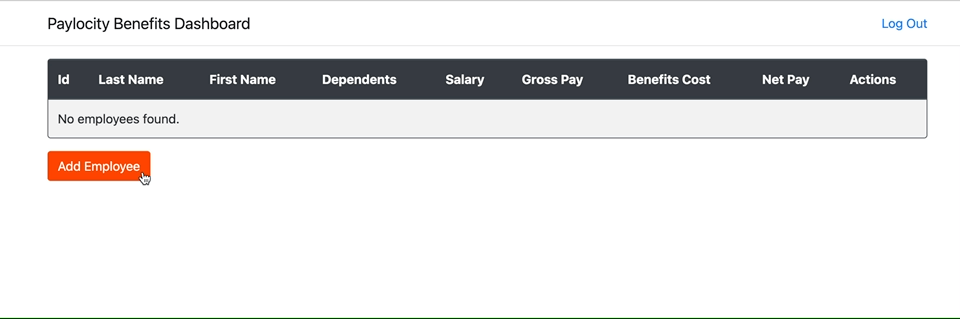 Paylocity Benefits Dashboard Log Out
Id Last Name First Name Dependents Salary Gross Pay Benefits Cost Net Pay Actions
No employees found.
Add Employee